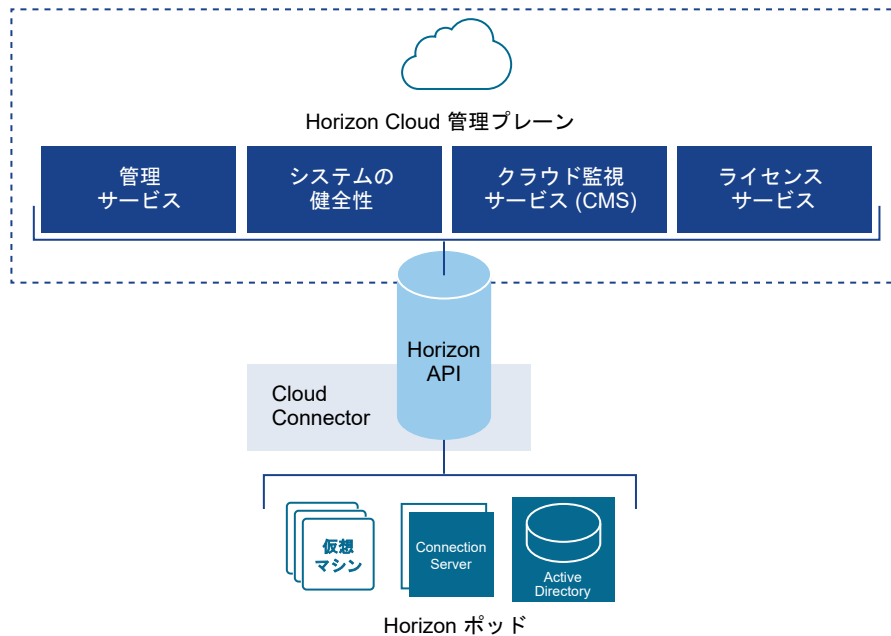 Horizon Cloud 管理プレーン
管理
サービス
システムの
健全性
クラウド監視
サービス (CMS)
ライセンス
サービス
Horizon
API
Cloud
Connector
仮想
マシン
Connection
Server
Active
Directory
Horizon ポッド